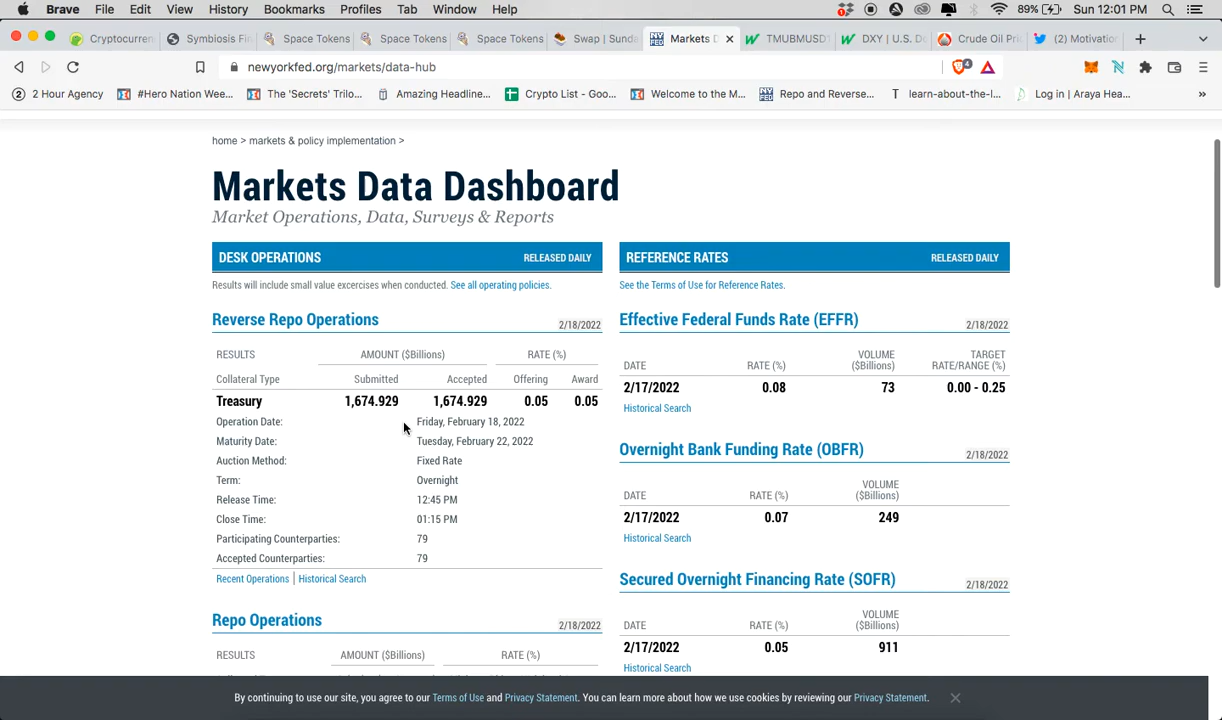 Brave File Edit View History Bookmarks Profiles Tab Window Help 89% Sun 12:01 PM
Cryptocurren Symbiosis Fin Space Tokens Space Tokens Space Tokens Swap | Sunda Markets D TMUBMUSD1 DXY | U.S. De Crude Oil Pric (2) Motivation
newyorkfed.org/markets/data-hub
2 Hour Agency #Hero Nation Wee... The 'Secrets' Trilo... Amazing Headline... Crypto List - Goo... Welcome to the M... Repo and Reverse... learn-about-the-l... Log in | Araya Hea... »
home > markets & policy implementation >
Markets Data Dashboard
Market Operations, Data, Surveys & Reports
DESK OPERATIONS RELEASED DAILY
Results will include small value excercises when conducted. See all operating policies.
Reverse Repo Operations 2/18/2022
RESULTS AMOUNT ($Billions) RATE (%)
Collateral Type Submitted Accepted Offering Award
Treasury 1,674.929 1,674.929 0.05 0.05
Operation Date: Friday, February 18, 2022
Maturity Date: Tuesday, February 22, 2022
Auction Method: Fixed Rate
Term: Overnight
Release Time: 12:45 PM
Close Time: 01:15 PM
Participating Counterparties: 79
Accepted Counterparties: 79
Recent Operations | Historical Search
Repo Operations 2/18/2022
RESULTS AMOUNT ($Billions) RATE (%)
REFERENCE RATES RELEASED DAILY
See the Terms of Use for Reference Rates.
Effective Federal Funds Rate (EFFR) 2/18/2022
DATE RATE (%) VOLUME ($Billions) TARGET RATE/RANGE (%)
2/17/2022 0.08 73 0.00 - 0.25
Historical Search
Overnight Bank Funding Rate (OBFR) 2/18/2022
DATE RATE (%) VOLUME ($Billions)
2/17/2022 0.07 249
Historical Search
Secured Overnight Financing Rate (SOFR) 2/18/2022
DATE RATE (%) VOLUME ($Billions)
2/17/2022 0.05 911
Historical Search
By continuing to use our site, you agree to our Terms of Use and Privacy Statement. You can learn more about how we use cookies by reviewing our Privacy Statement.